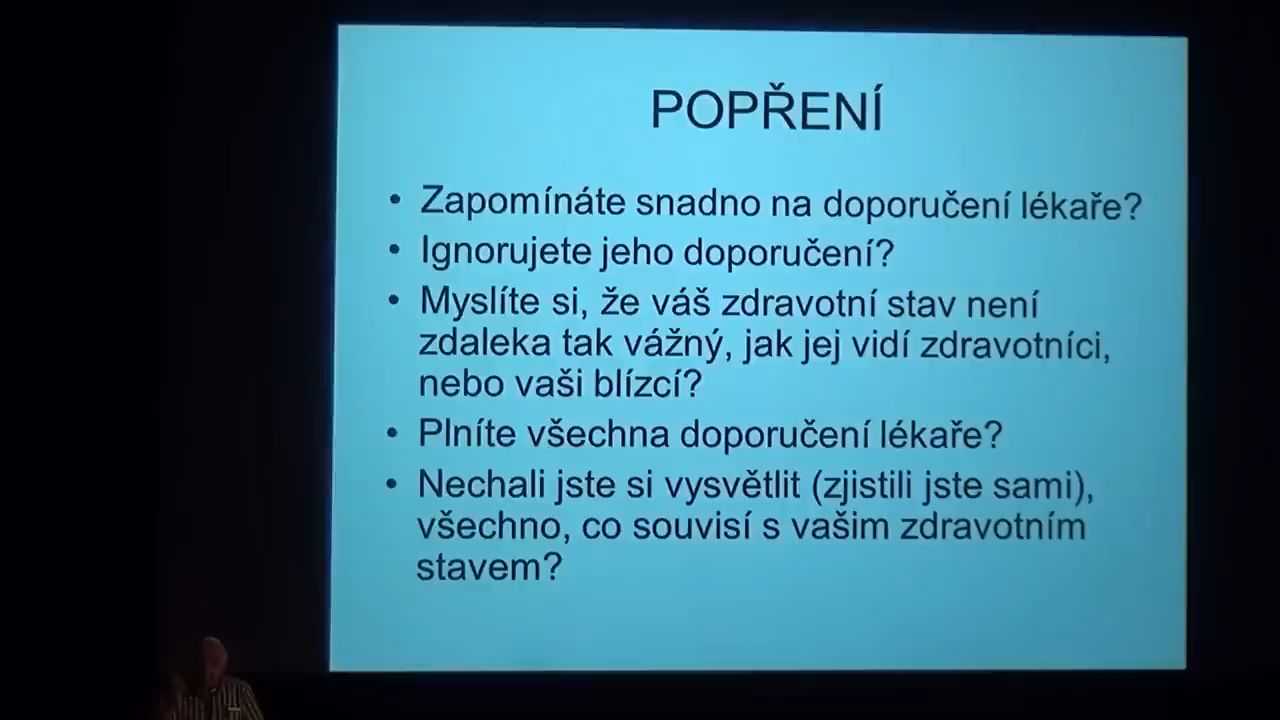 POPŘENÍ
• Zapomínáte snadno na doporučení lékaře?
• Ignorujete jeho doporučení?
• Myslíte si, že váš zdravotní stav není
zdaleka tak vážný, jak jej vidí zdravotníci,
nebo vaši blízcí?
• Plníte všechna doporučení lékaře?
• Nechali jste si vysvětlit (zjistili jste sami),
všechno, co souvisí s vašim zdravotním
stavem?